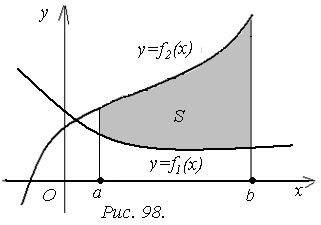 y
y=f₂(x)
S
y=f₁(x)
O a b x
Рис. 98.